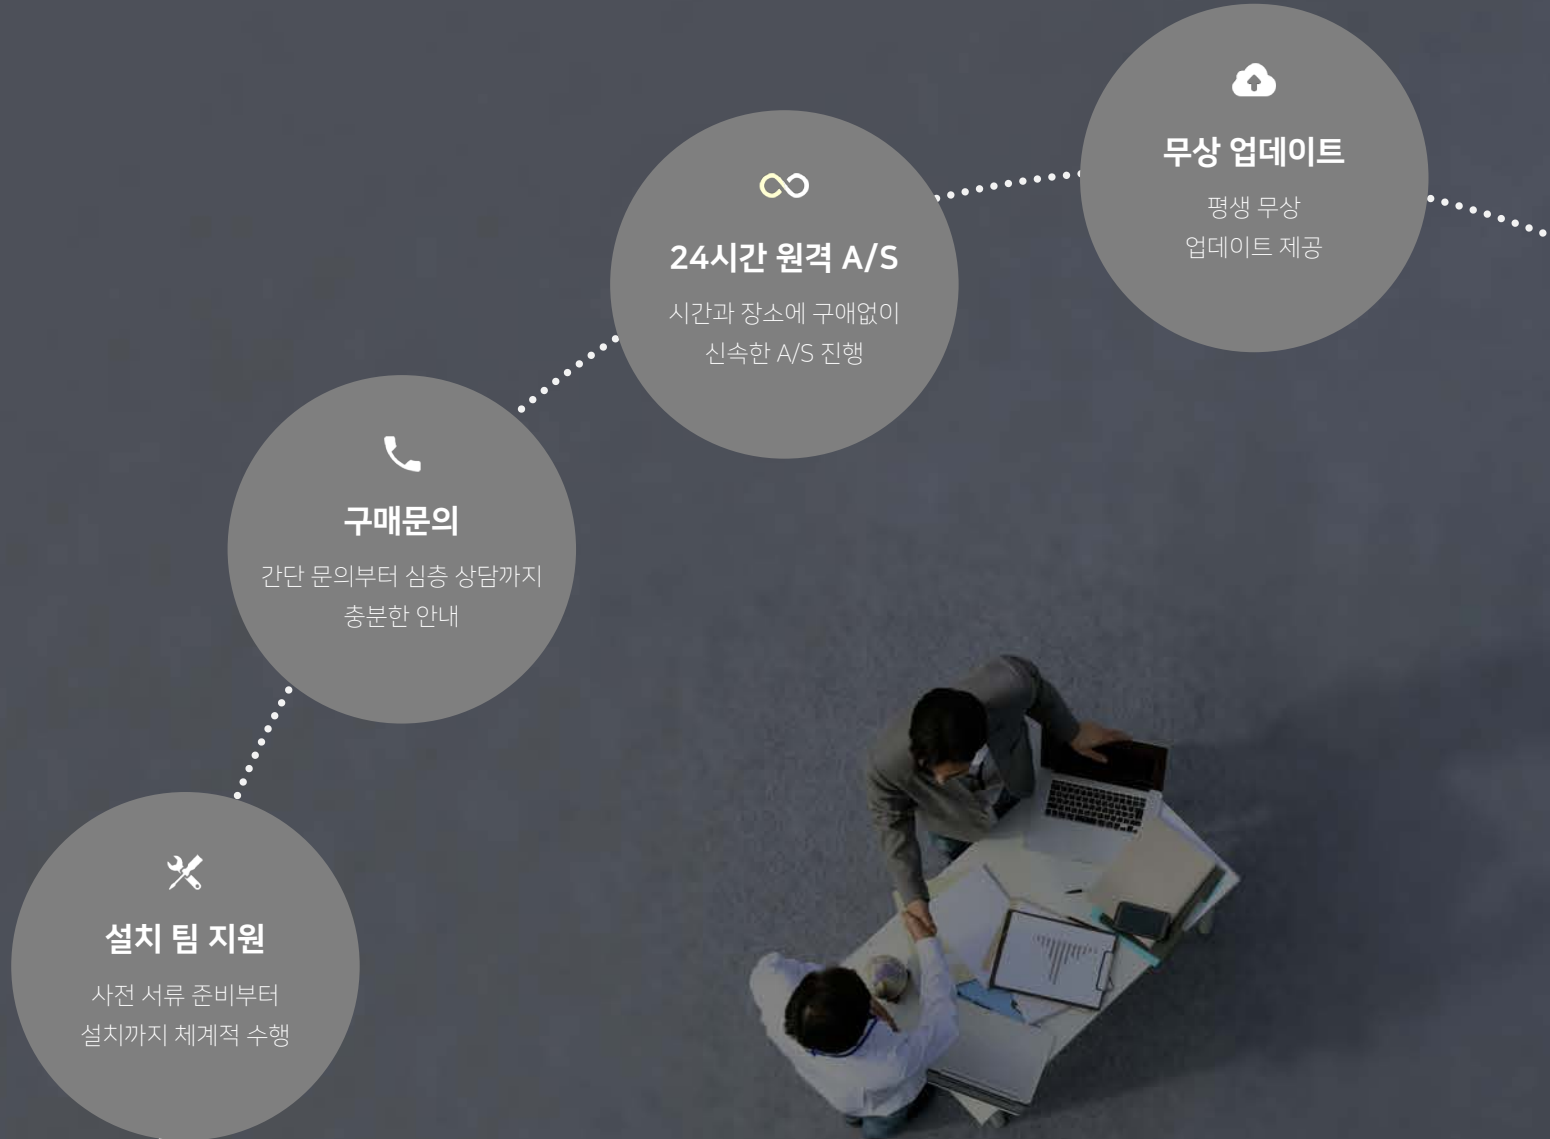 무상 업데이트
평생 무상
업데이트 제공
24시간 원격 A/S
시간과 장소에 구애없이
신속한 A/S 진행
구매문의
간단 문의부터 심층 상담까지
충분한 안내
설치 팀 지원
사전 서류 준비부터
설치까지 체계적 수행